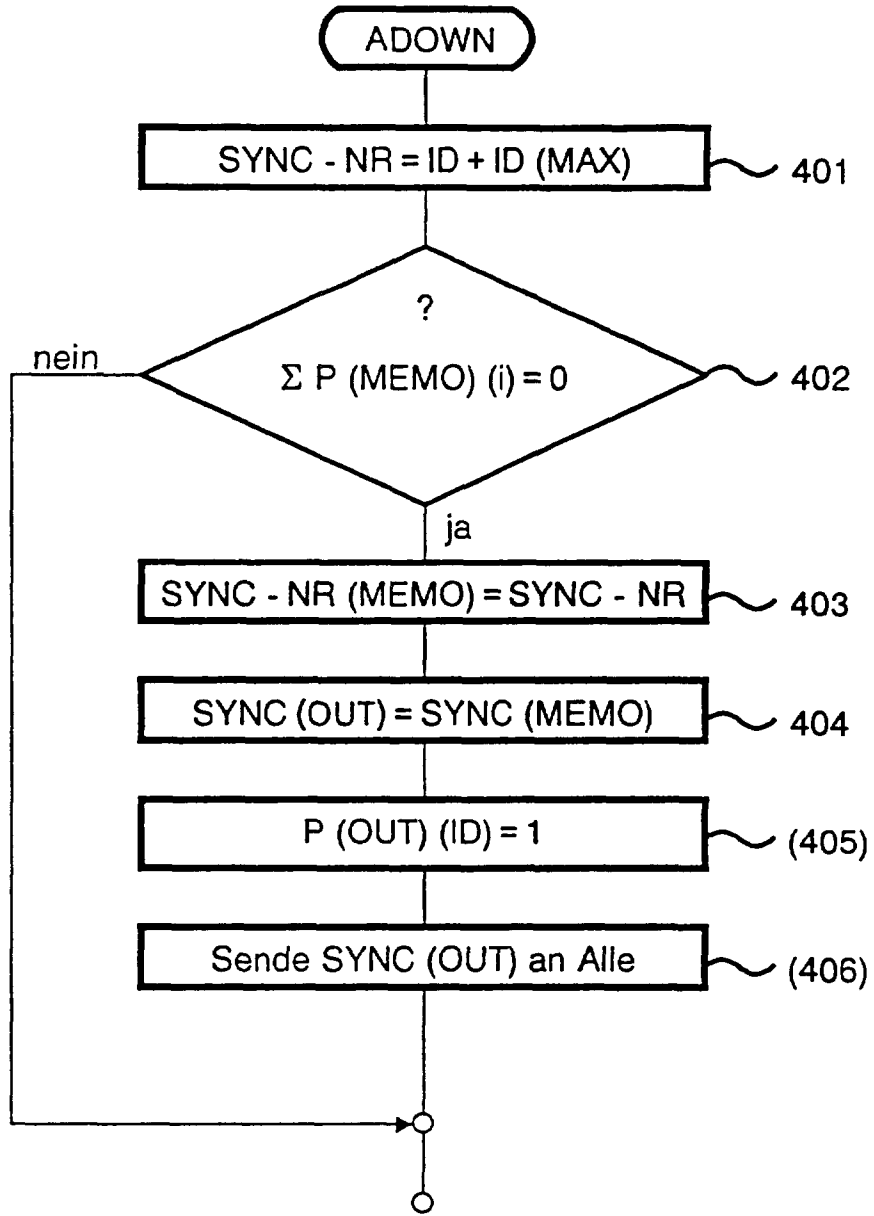 ADOWN
SYNC - NR = ID + ID (MAX)
401
?
nein
Σ P (MEMO) (i) = 0
402
ja
SYNC - NR (MEMO) = SYNC - NR
403
SYNC (OUT) = SYNC (MEMO)
404
P (OUT) (ID) = 1
(405)
Sende SYNC (OUT) an Alle
(406)